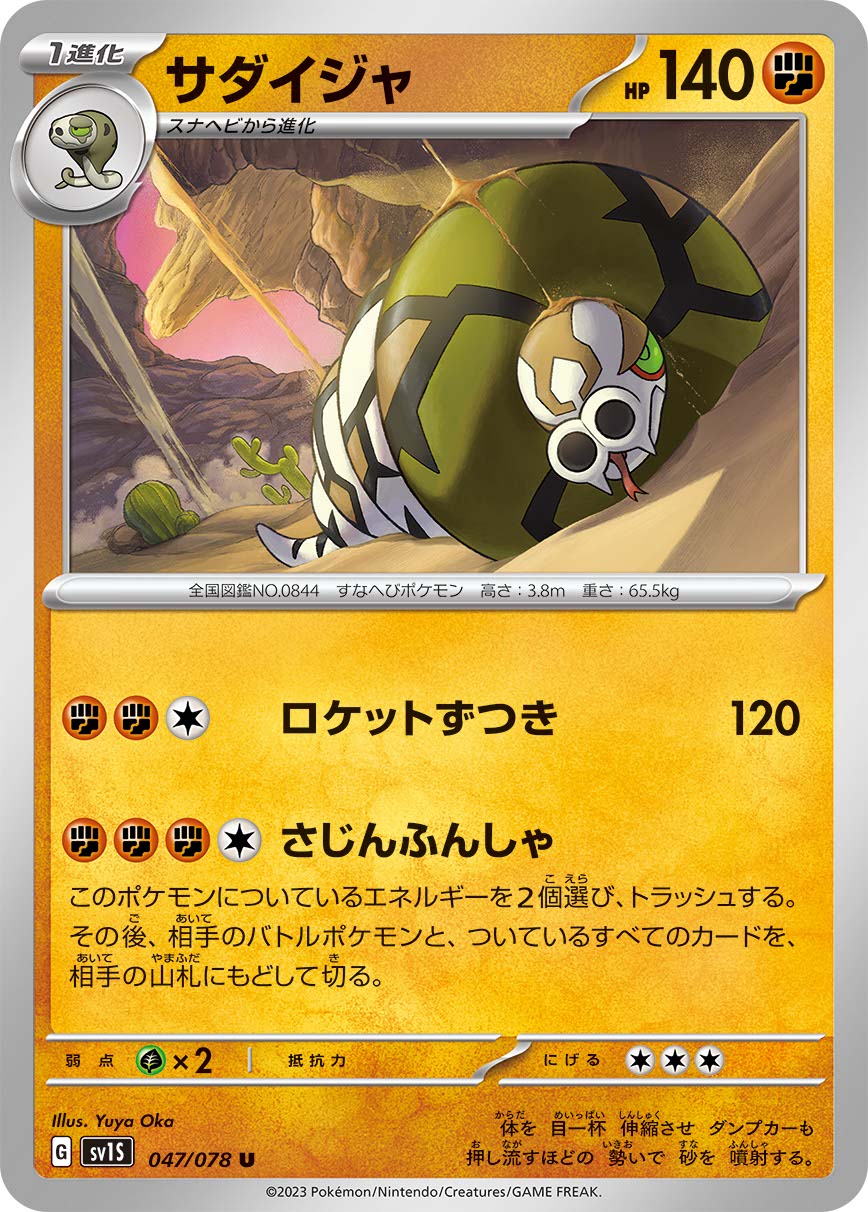 1進化
サダイジャ
HP 140
スナヘビから進化
全国図鑑NO.0844 すなへびポケモン 高さ:3.8m 重さ:65.5kg
ロケットずつき 120
さじんふんしゃ
このポケモンについているエネルギーを2個選び、トラッシュする。
その後、相手のバトルポケモンと、ついているすべてのカードを、
相手の山札にもどして切る。
弱点 ×2 抵抗力 にげる
Illus. Yuya Oka
体を 目一杯 伸縮させ ダンプカーも
押し流すほどの 勢いで 砂を 噴射する。
G sv1S 047/078 U
©2023 Pokémon/Nintendo/Creatures/GAME FREAK.